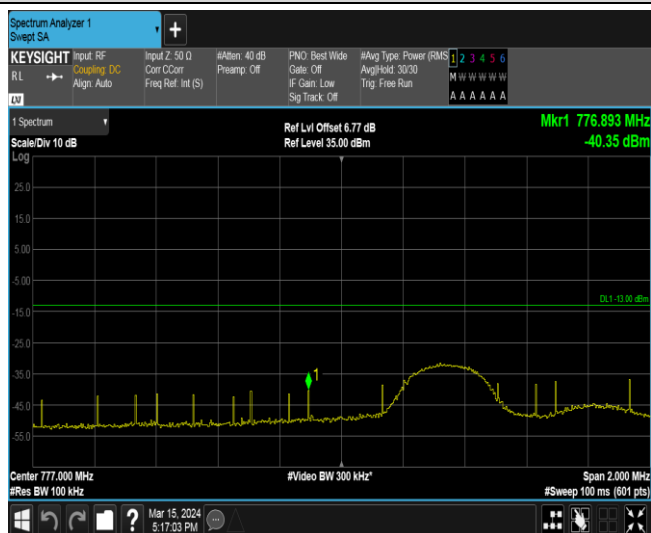 Spectrum Analyzer 1
Swept SA
+
KEYSIGHT
RL
LXI
Input: RF
Coupling: DC
Align: Auto
Input Z: 50 Ω
Corr CCorr
Freq Ref: Int (S)
#Atten: 40 dB
Preamp: Off
PNO: Best Wide
Gate: Off
IF Gain: Low
Sig Track: Off
#Avg Type: Power (RMS
Avg|Hold: 30/30
Trig: Free Run
1 2 3 4 5 6
M W W W W W
A A A A A A
1 Spectrum
Scale/Div 10 dB
Ref Lvl Offset 6.77 dB
Ref Level 35.00 dBm
Mkr1 776.893 MHz
-40.35 dBm
Log
25.0
15.0
5.00
-5.00
DL1 -13.00 dBm
-15.0
-25.0
-35.0
1
-45.0
-55.0
Center 777.000 MHz
#Video BW 300 kHz*
Span 2.000 MHz
#Res BW 100 kHz
#Sweep 100 ms (601 pts)
?
Mar 15, 2024
5:17:03 PM